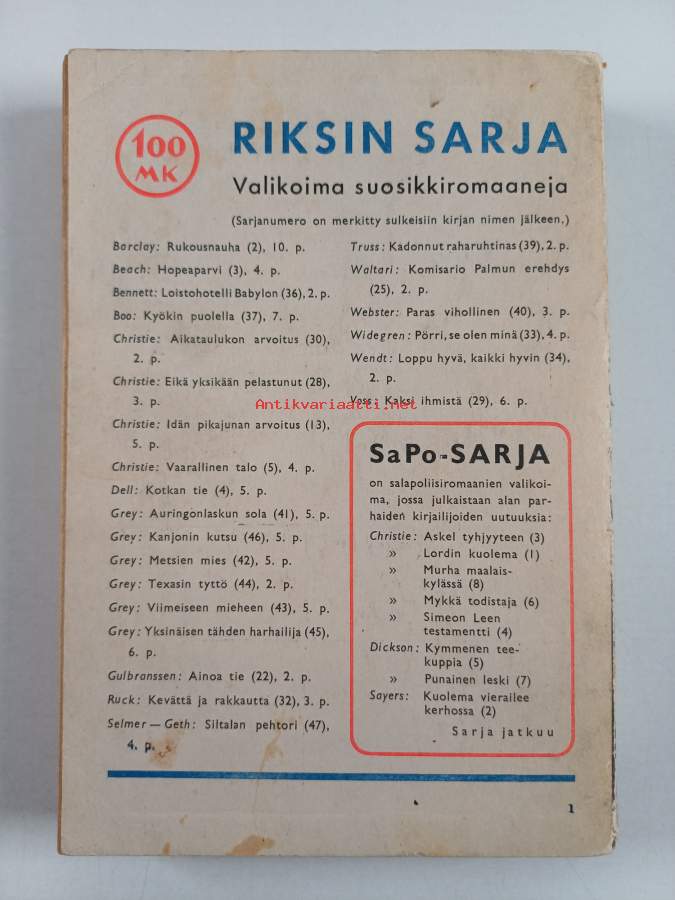 100
MK
RIKSIN SARJA
Valikoima suosikkiromaaneja
(Sarjanumero on merkitty sulkeisiin kirjan nimen jälkeen.)
Barclay: Rukousnauha (2), 10. p.
Beach: Hopeaparvi (3), 4. p.
Bennett: Loistohotelli Babylon (36), 2. p.
Boo: Kyökin puolella (37), 7. p.
Christie: Aikataulukon arvoitus (30),
2. p.
Christie: Eikä yksikään pelastunut (28),
3. p.
Christie: Idän pikajunan arvoitus (13),
5. p.
Christie: Vaarallinen talo (5), 4. p.
Dell: Kotkan tie (4), 5. p.
Grey: Auringonlaskun sola (41), 5. p.
Grey: Kanjonin kutsu (46), 5. p.
Grey: Metsien mies (42), 5. p.
Grey: Texasin tyttö (44), 2. p.
Grey: Viimeiseen mieheen (43), 5. p.
Grey: Yksinäisen tähden harhailija (45),
6. p.
Gulbranssen: Ainoa tie (22), 2. p.
Ruck: Kevättä ja rakkautta (32), 3. p.
Selmer — Geth: Siltalan pehtori (47),
4. p.
Truss: Kadonnut raharuhtinas (39), 2. p.
Waltari: Komisario Palmun erehdys
(25), 2. p.
Webster: Paras vihollinen (40), 3. p.
Widegren: Pörri, se olen minä (33), 4. p.
Wendt: Loppu hyvä, kaikki hyvin (34),
2. p.
Voss: Kaksi ihmistä (29), 6. p.
Antikvariaatti.net
SaPo-SARJA
on salapoliisiromaanien valikoi-
ma, jossa julkaistaan alan par-
haiden kirjailijoiden uutuuksia:
Christie: Askel tyhjyyteen (3)
» Lordin kuolema (1)
» Murha maalais-
kylässä (8)
» Mykkä todistaja (6)
» Simeon Leen
testamentti (4)
Dickson: Kymmenen tee-
kuppia (5)
» Punainen leski (7)
Sayers: Kuolema vierailee
kerhossa (2)
Sarja jatkuu
1